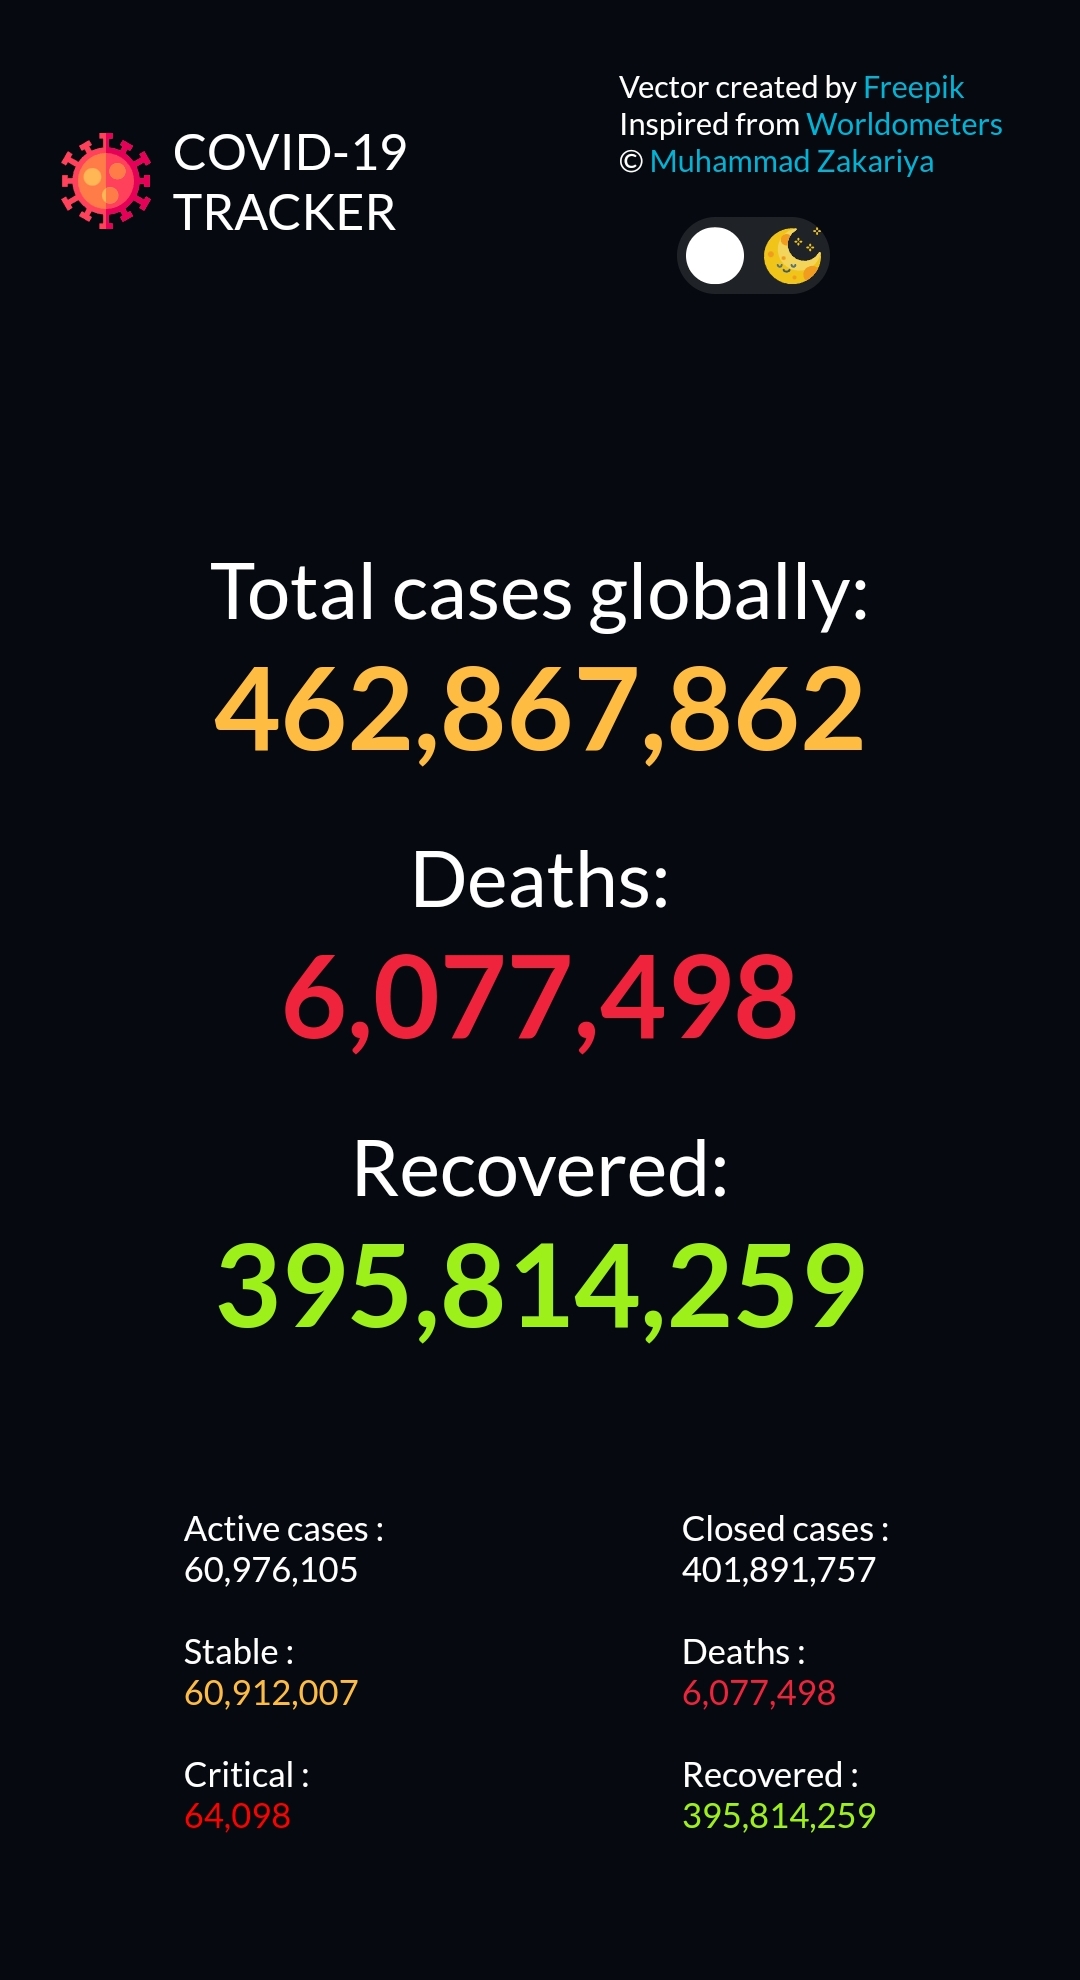 COVID-19
TRACKER
Vector created by Freepik
Inspired from Worldometers
© Muhammad Zakariya
Total cases globally:
462,867,862
Deaths:
6,077,498
Recovered:
395,814,259
Active cases :
60,976,105
Stable :
60,912,007
Critical :
64,098
Closed cases :
401,891,757
Deaths :
6,077,498
Recovered :
395,814,259